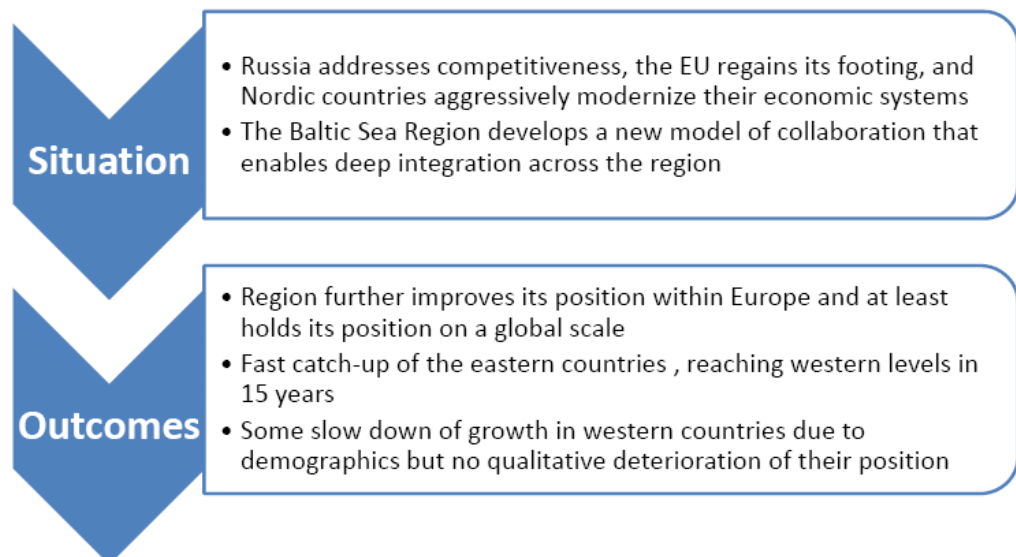 Situation
• Russia addresses competitiveness, the EU regains its footing, and
Nordic countries aggressively modernize their economic systems
• The Baltic Sea Region develops a new model of collaboration that
enables deep integration across the region
Outcomes
• Region further improves its position within Europe and at least
holds its position on a global scale
• Fast catch-up of the eastern countries , reaching western levels in
15 years
• Some slow down of growth in western countries due to
demographics but no qualitative deterioration of their position